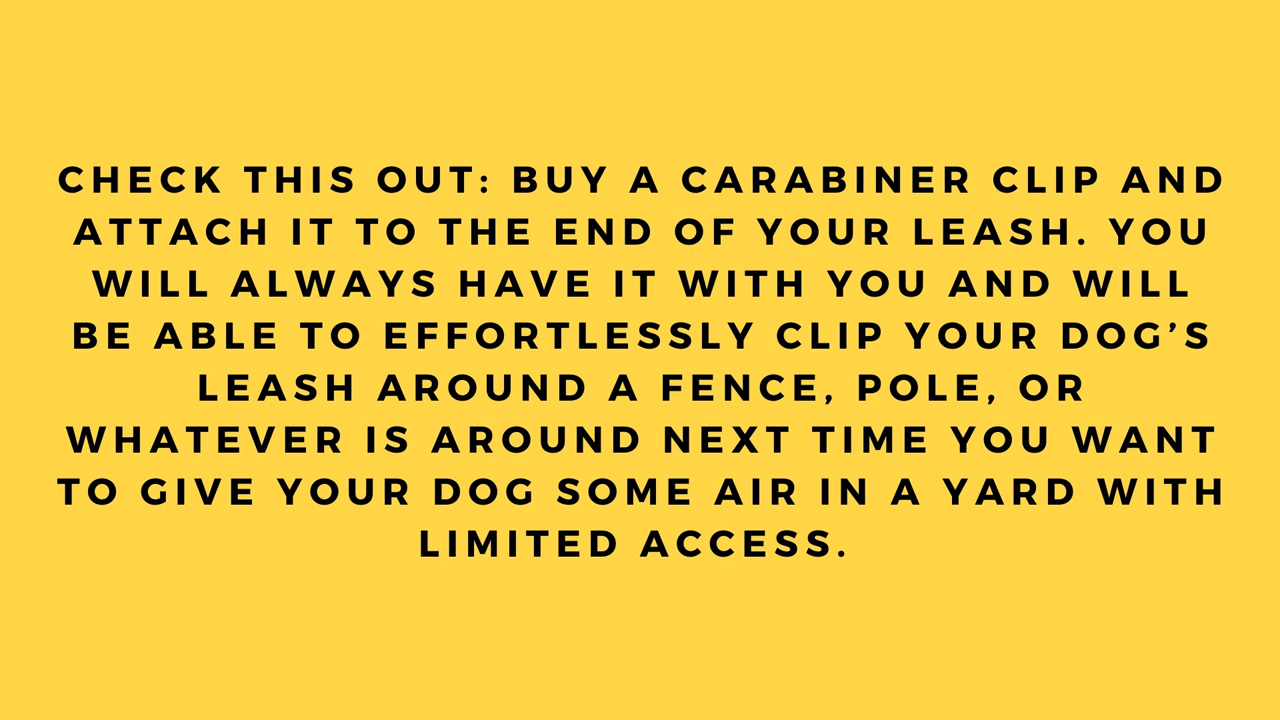 CHECK THIS OUT: BUY A CARABINER CLIP AND
ATTACH IT TO THE END OF YOUR LEASH. YOU
WILL ALWAYS HAVE IT WITH YOU AND WILL
BE ABLE TO EFFORTLESSLY CLIP YOUR DOG’S
LEASH AROUND A FENCE, POLE, OR
WHATEVER IS AROUND NEXT TIME YOU WANT
TO GIVE YOUR DOG SOME AIR IN A YARD WITH
LIMITED ACCESS.